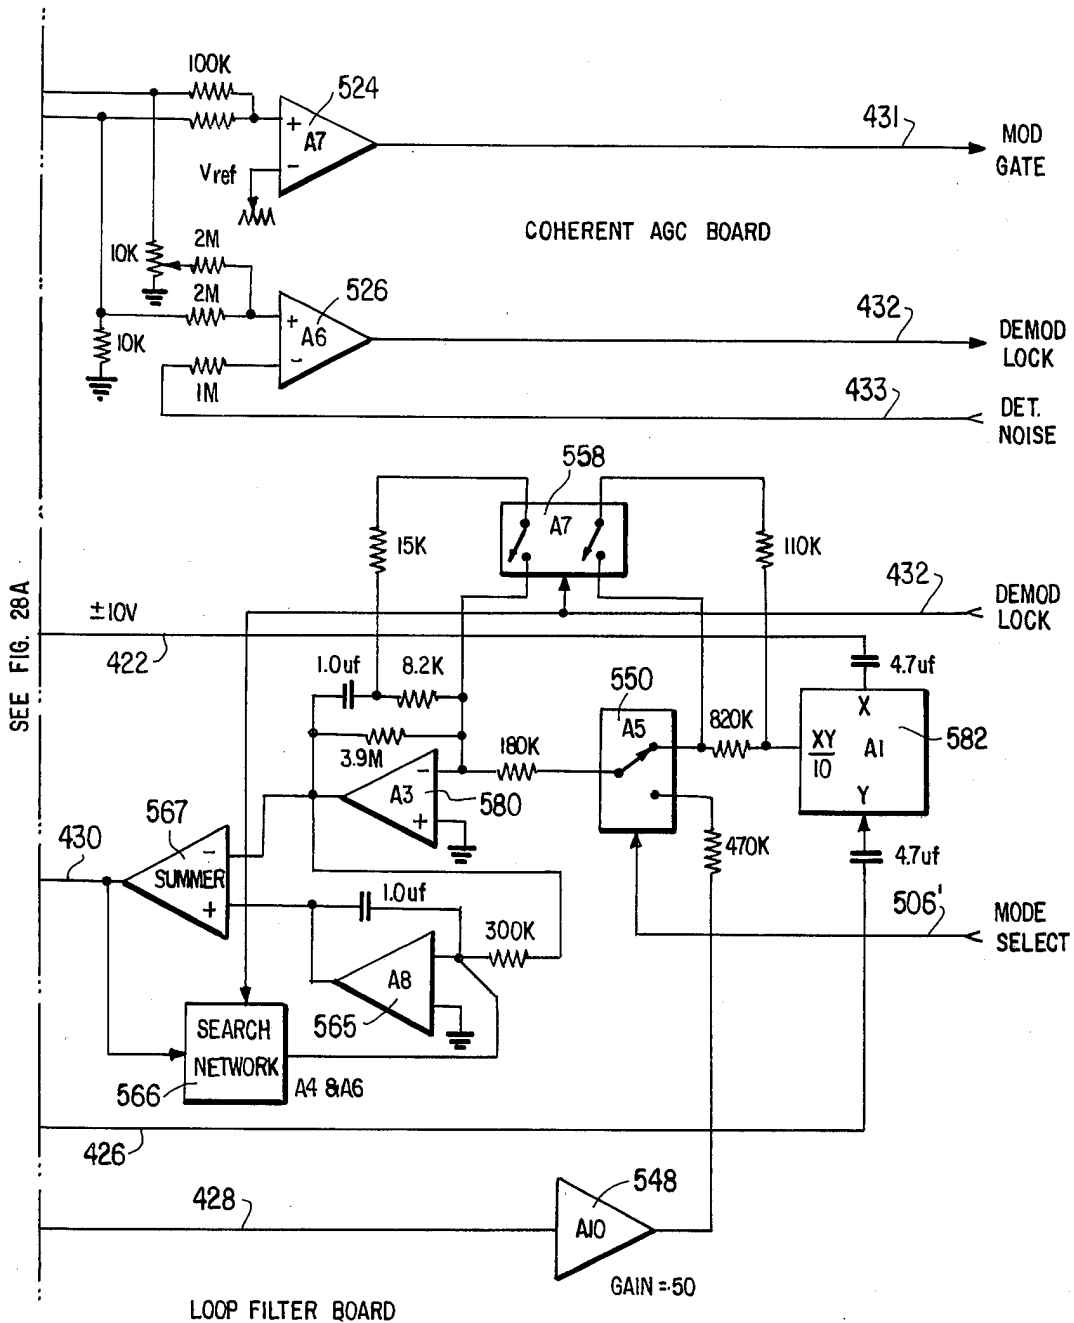 100K
524
+
A7
-
Vref
431
MOD
GATE
COHERENT AGC BOARD
10K
2M
2M
526
+
A6
-
10K
1M
432
DEMOD
LOCK
433
DET.
NOISE
558
A7
15K
110K
432
DEMOD
LOCK
SEE FIG. 28A
±10V
422
1.0uf
8.2K
4.7uf
550
A5
820K
X
XY
10
A1
582
Y
3.9M
180K
-
A3
+
580
567
-
SUMMER
+
430
470K
4.7uf
1.0uf
506'
MODE
SELECT
300K
A8
565
SEARCH
NETWORK
566
A4 & A6
426
428
548
A10
GAIN = 50
LOOP FILTER BOARD